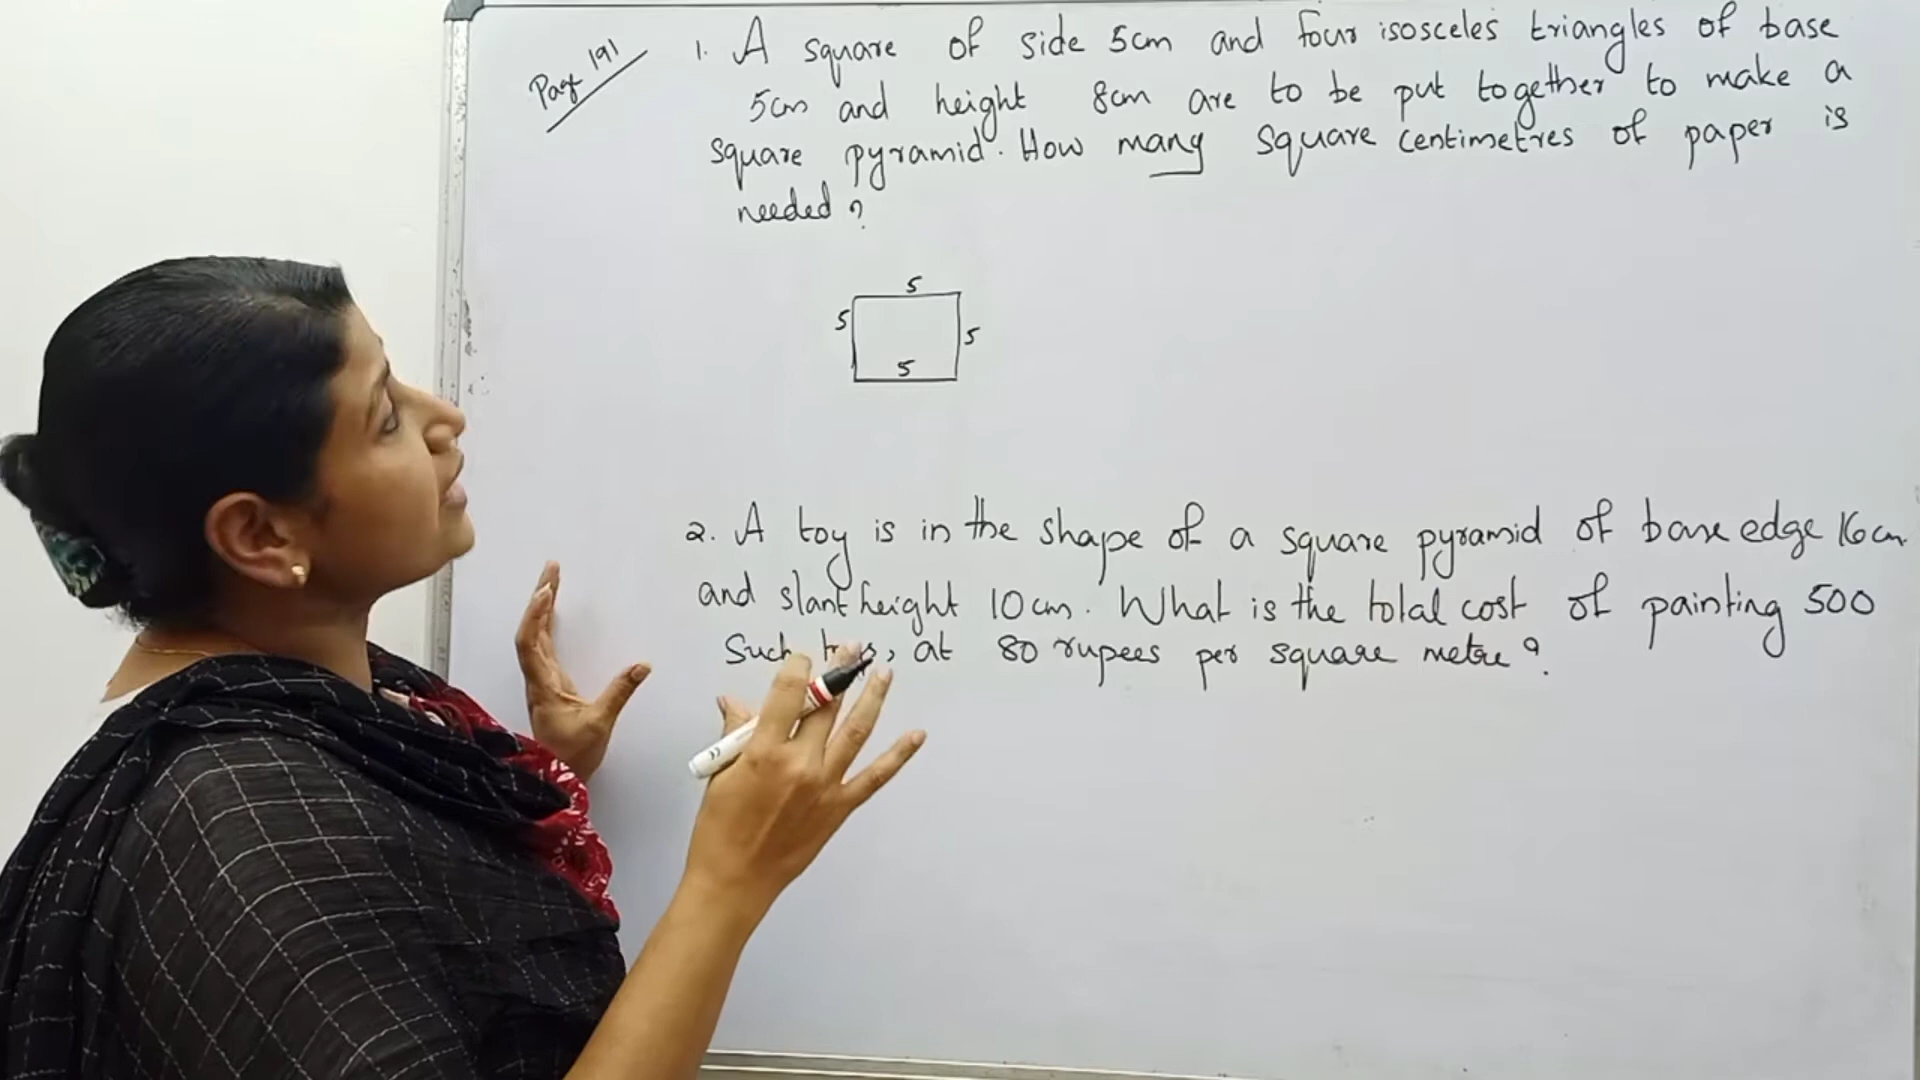 Page 191
1. A square of side 5cm and four isosceles triangles of base
5cm and height 8cm are to be put together to make a
square pyramid. How many square centimetres of paper is
needed?
5
5
5
5
2. A toy is in the shape of a square pyramid of base edge 16cm
and slant height 10cm. What is the total cost of painting 500
Such at 80 rupees per square metre?